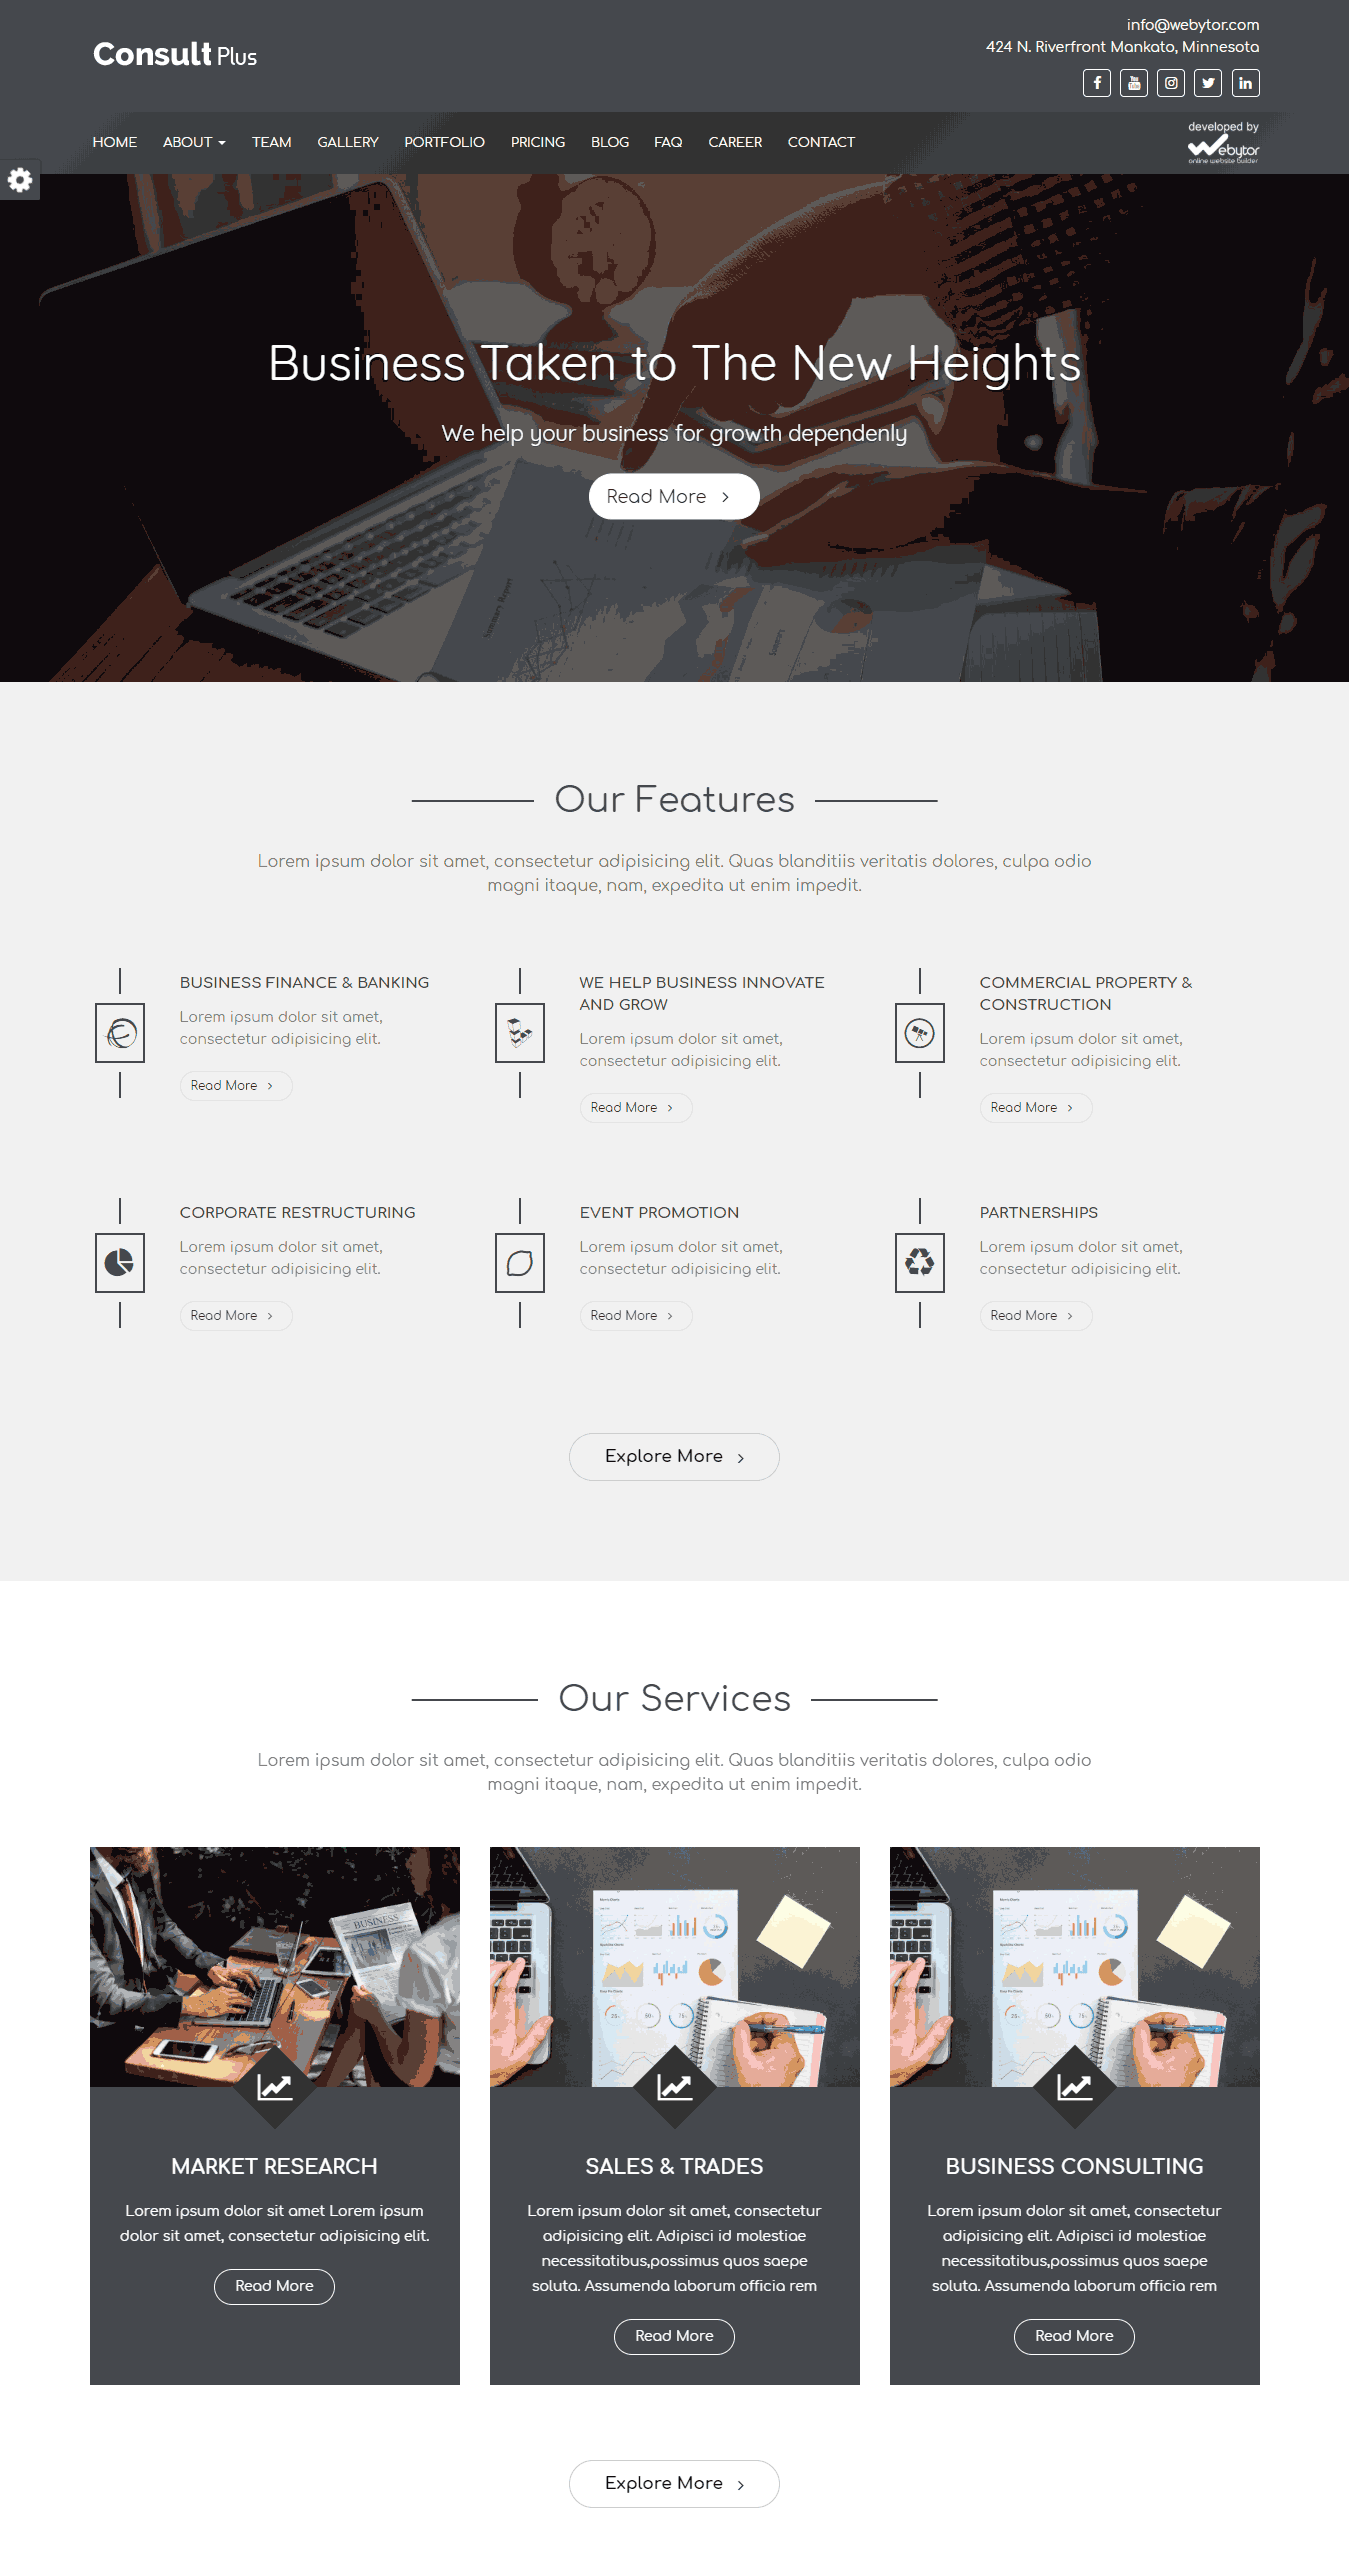 info@webytor.com
Consult Plus
424 N. Riverfront Mankato, Minnesota
HOME ABOUT TEAM GALLERY PORTFOLIO PRICING BLOG FAQ CAREER CONTACT
developed by
Webytor
online website builder
Business Taken to The New Heights
We help your business for growth dependenly
Read More
Summary Report
Our Features
Lorem ipsum dolor sit amet, consectetur adipisicing elit. Quas blanditiis veritatis dolores, culpa odio
magni itaque, nam, expedita ut enim impedit.
BUSINESS FINANCE & BANKING
Lorem ipsum dolor sit amet,
consectetur adipisicing elit.
Read More
WE HELP BUSINESS INNOVATE
AND GROW
Lorem ipsum dolor sit amet,
consectetur adipisicing elit.
Read More
COMMERCIAL PROPERTY &
CONSTRUCTION
Lorem ipsum dolor sit amet,
consectetur adipisicing elit.
Read More
CORPORATE RESTRUCTURING
Lorem ipsum dolor sit amet,
consectetur adipisicing elit.
Read More
EVENT PROMOTION
Lorem ipsum dolor sit amet,
consectetur adipisicing elit.
Read More
PARTNERSHIPS
Lorem ipsum dolor sit amet,
consectetur adipisicing elit.
Read More
Explore More
Our Services
Lorem ipsum dolor sit amet, consectetur adipisicing elit. Quas blanditiis veritatis dolores, culpa odio
magni itaque, nam, expedita ut enim impedit.
BUSINESS
MARKET RESEARCH
Lorem ipsum dolor sit amet Lorem ipsum
dolor sit amet, consectetur adipisicing elit.
Read More
SALES & TRADES
Lorem ipsum dolor sit amet, consectetur
adipisicing elit. Adipisci id molestiae
necessitatibus,possimus quos saepe
soluta. Assumenda laborum officia rem
Read More
BUSINESS CONSULTING
Lorem ipsum dolor sit amet, consectetur
adipisicing elit. Adipisci id molestiae
necessitatibus,possimus quos saepe
soluta. Assumenda laborum officia rem
Read More
Explore More